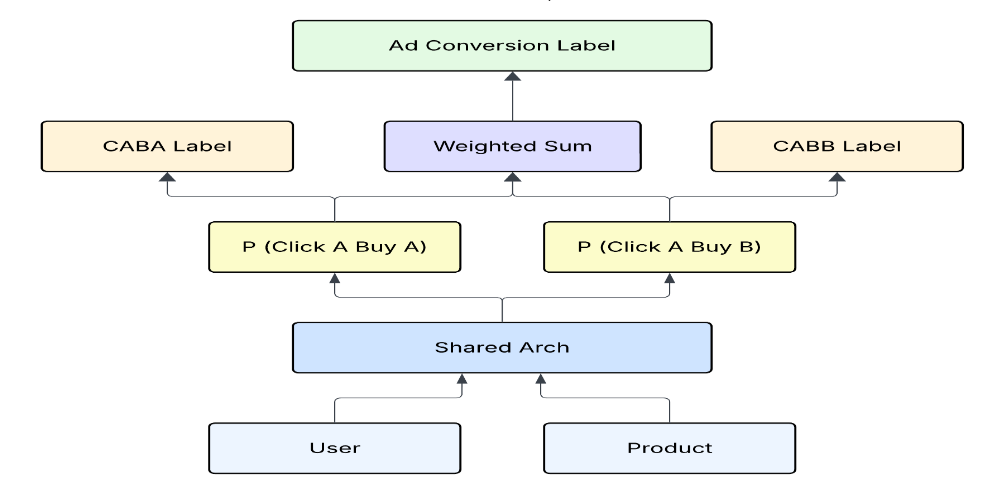 Ad Conversion Label
CABA Label
Weighted Sum
CABB Label
P (Click A Buy A)
P (Click A Buy B)
Shared Arch
User
Product